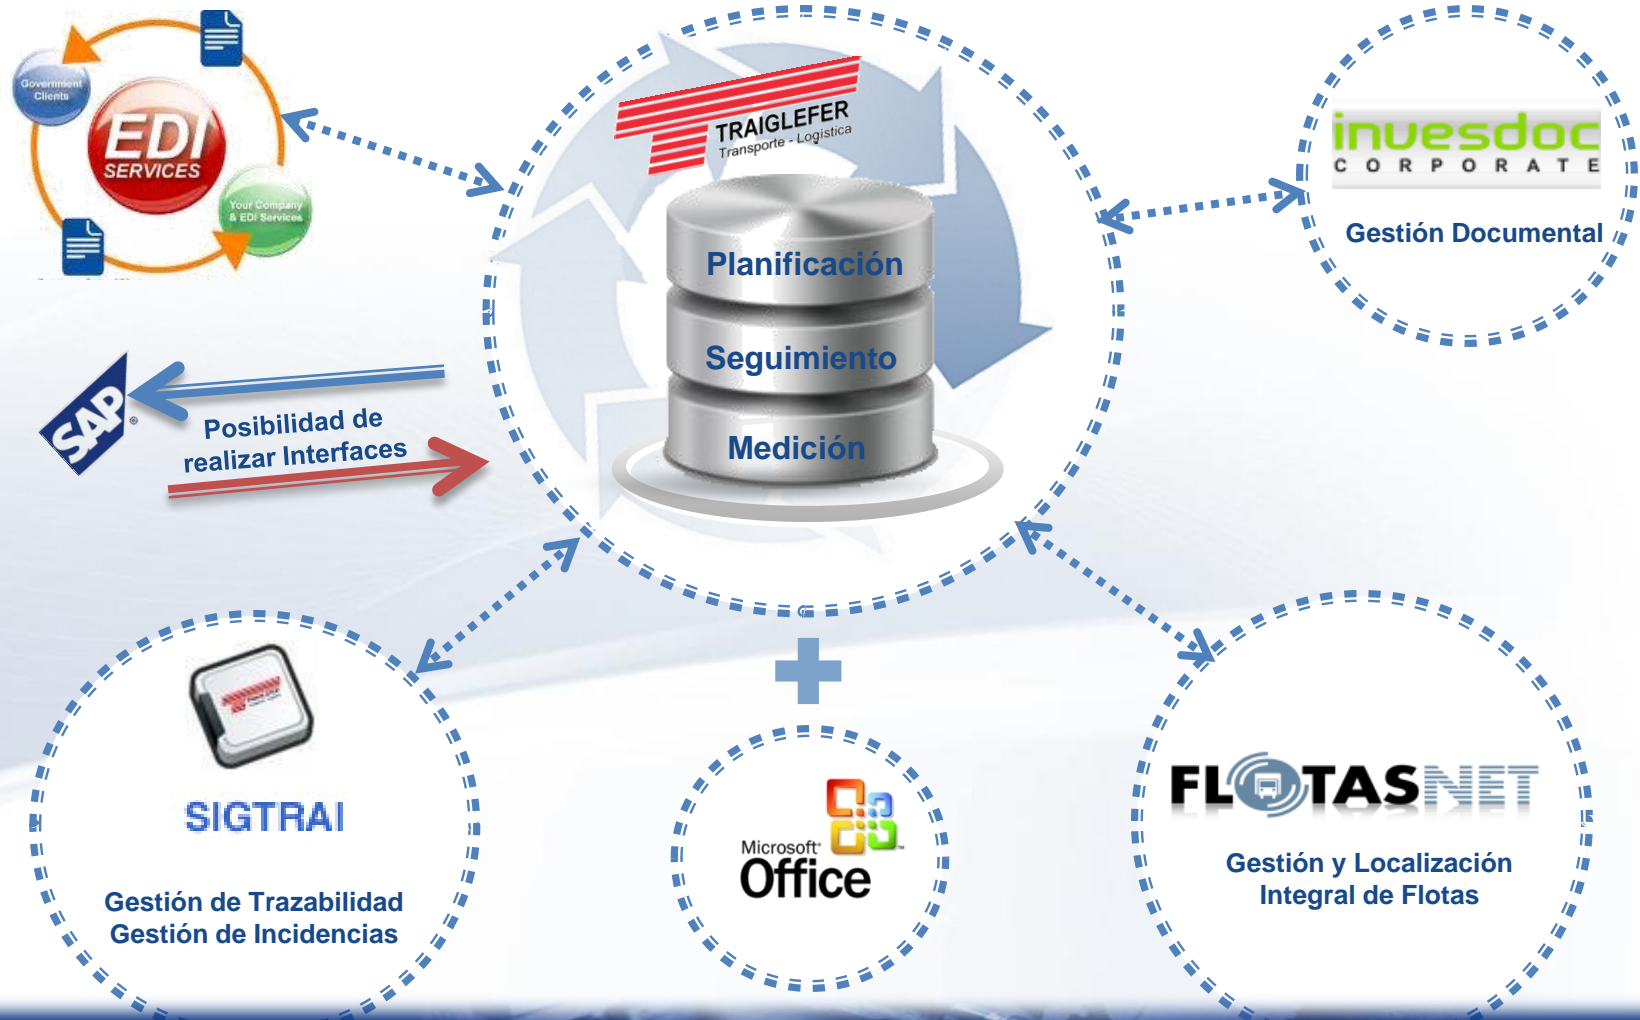 Government
Clients
EDI
SERVICES
Your Company
& EDI Services
TRAIGLEFER
Transporte - Logística
Planificación
Seguimiento
Medición
inuesdoc
CORPORATE
Gestión Documental
SAP
®
Posibilidad de
realizar Interfaces
SIGTRAI
Gestión de Trazabilidad
Gestión de Incidencias
Microsoft®
Office
™
FLOTASNET
Gestión y Localización
Integral de Flotas